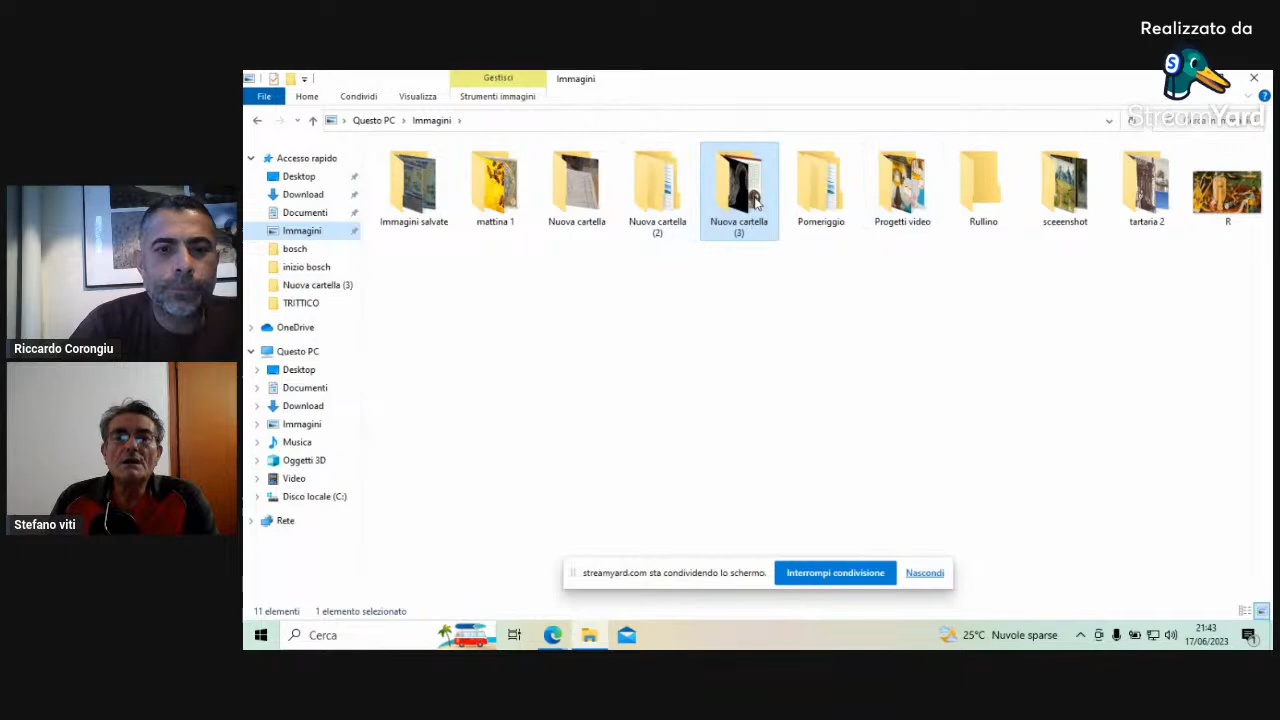 Realizzato da
StreamYard
Gestisci
Immagini
File
Home
Condividi
Visualizza
Strumenti immagini
Questo PC
Immagini
Accesso rapido
Desktop
Download
Documenti
Immagini
bosch
inizio bosch
Nuova cartella (3)
TRITTICO
OneDrive
Questo PC
Desktop
Documenti
Download
Immagini
Musica
Oggetti 3D
Video
Disco locale (C:)
Rete
Immagini salvate
mattina 1
Nuova cartella
Nuova cartella
(2)
Nuova cartella
(3)
Pomeriggio
Progetti video
Rullino
sceeenshot
tartaria 2
R
Riccardo Corongiu
Stefano viti
streamyard.com sta condividendo lo schermo.
Interrompi condivisione
Nascondi
11 elementi
1 elemento selezionato
Cerca
25°C Nuvole sparse
21:43
17/06/2023